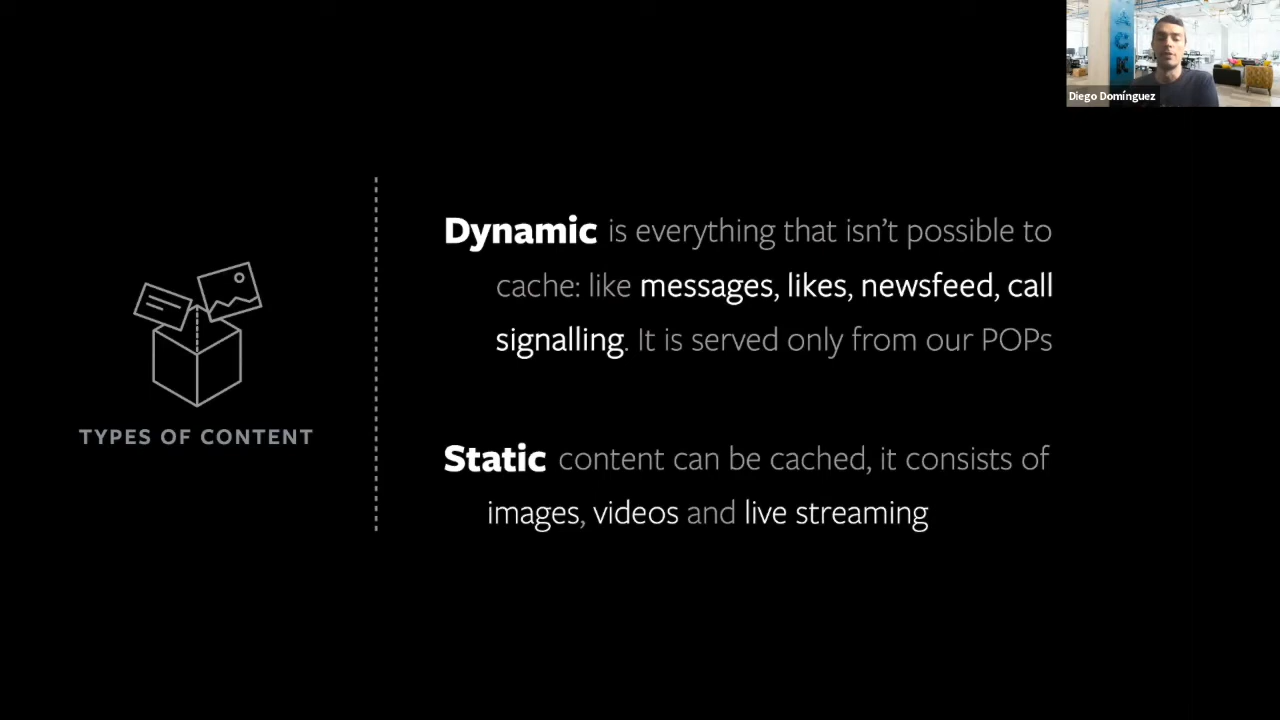 ACK
Diego Domínguez
Dynamic is everything that isn't possible to
cache: like messages, likes, newsfeed, call
signalling. It is served only from our POPs
TYPES OF CONTENT
Static content can be cached, it consists of
images, videos and live streaming